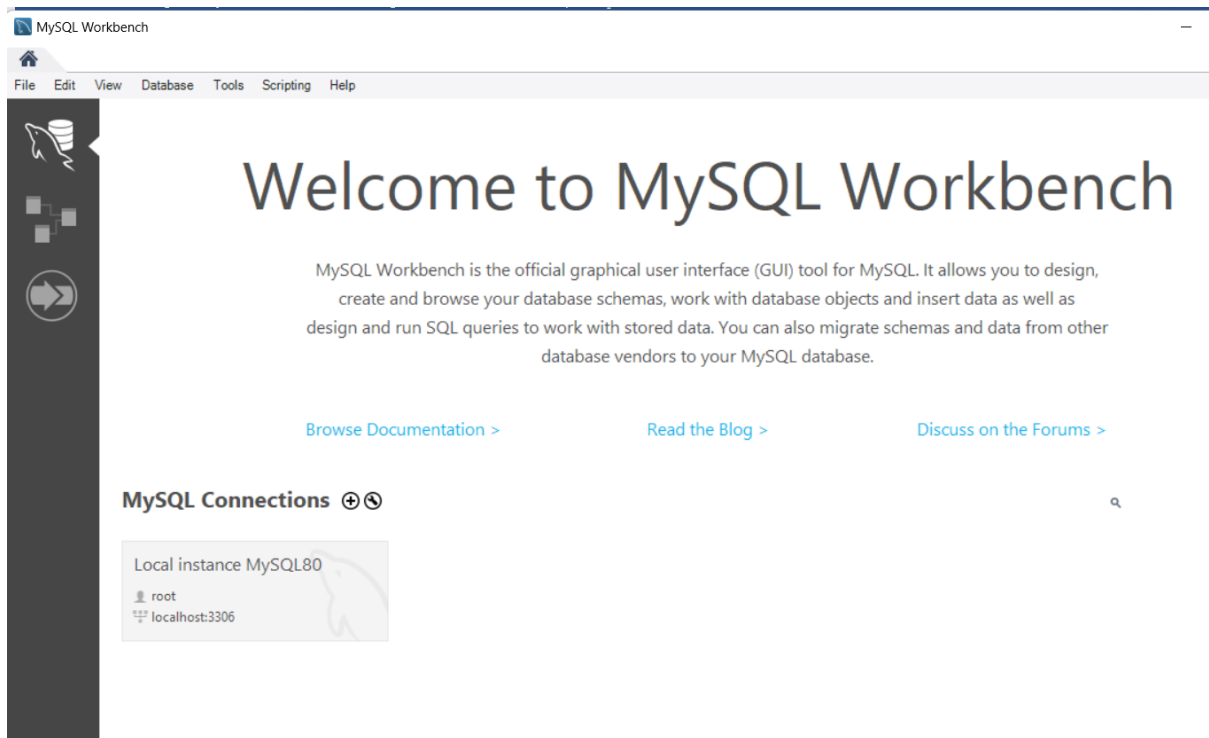 MySQL Workbench
File Edit View Database Tools Scripting Help
Welcome to MySQL Workbench
MySQL Workbench is the official graphical user interface (GUI) tool for MySQL. It allows you to design,
create and browse your database schemas, work with database objects and insert data as well as
design and run SQL queries to work with stored data. You can also migrate schemas and data from other
database vendors to your MySQL database.
Browse Documentation > Read the Blog > Discuss on the Forums >
MySQL Connections
Local instance MySQL80
root
localhost:3306